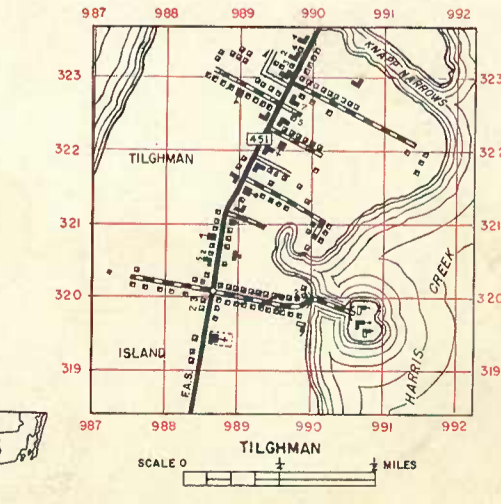 987 988 989 990 991 992
KNAPP NARROWS
323 323
322 322
451
TILGHMAN
321 321
CREEK
320 320
ISLAND
HARRIS
F.A.S.
319 319
987 988 989 990 991 992
TILGHMAN
SCALE 0 ¼ ½ MILES